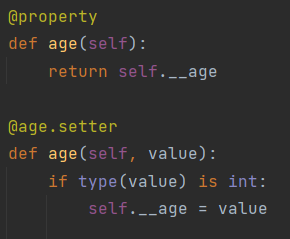 @property
def age(self):
    return self.__age

@age.setter
def age(self, value):
    if type(value) is int:
        self.__age = value